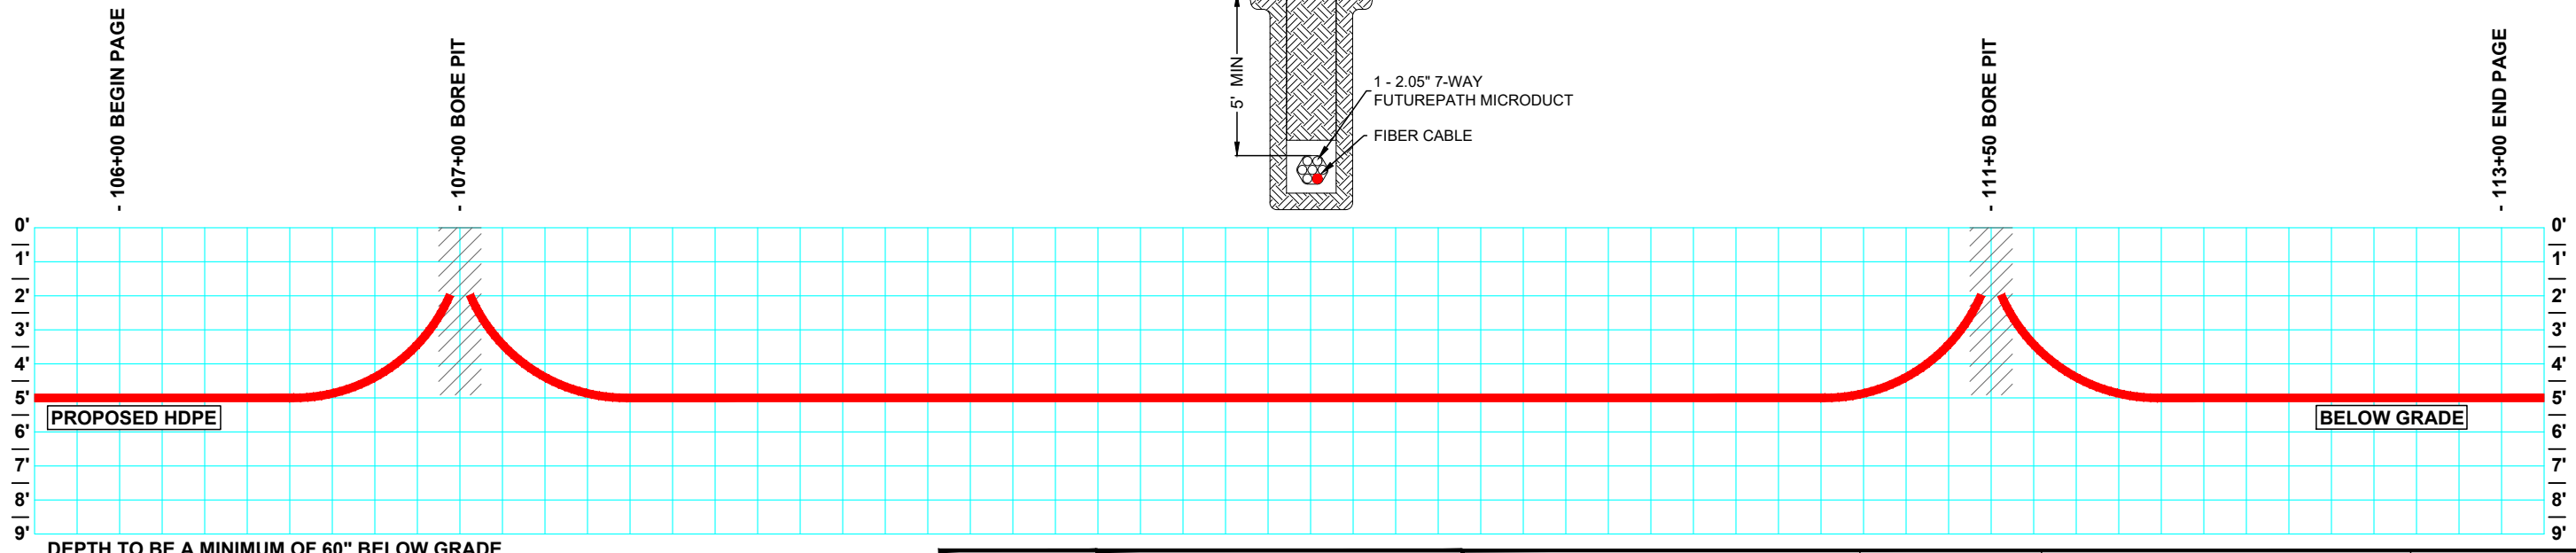 - 106+00 BEGIN PAGE
- 107+00 BORE PIT
5' MIN
1 - 2.05" 7-WAY
FUTUREPATH MICRODUCT
FIBER CABLE
- 111+50 BORE PIT
- 113+00 END PAGE
0'
1'
2'
3'
4'
5'
6'
7'
8'
9'
PROPOSED HDPE
BELOW GRADE
0'
1'
2'
3'
4'
5'
6'
7'
8'
9'
DEPTH TO BE A MINIMUM OF 60" BELOW GRADE